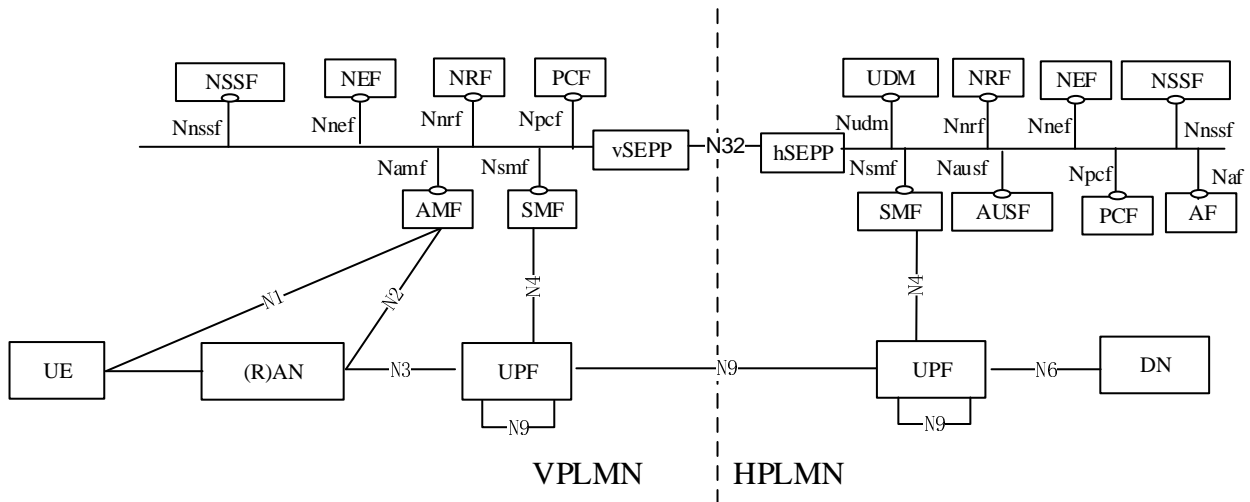 NSSF
NEF
NRF
PCF
UDM
NRF
NEF
NSSF
Nnssf
Nnef
Nnrf
Npcf
Nudm
Nnrf
Nnef
Nnssf
vSEPP
N32
hSEPP
Namf
Nsmf
Nsmf
Nausf
Npcf
Naf
AMF
SMF
SMF
AUSF
PCF
AF
N1
N2
N4
N4
UE
(R)AN
N3
UPF
N9
UPF
N6
DN
N9
N9
VPLMN
HPLMN